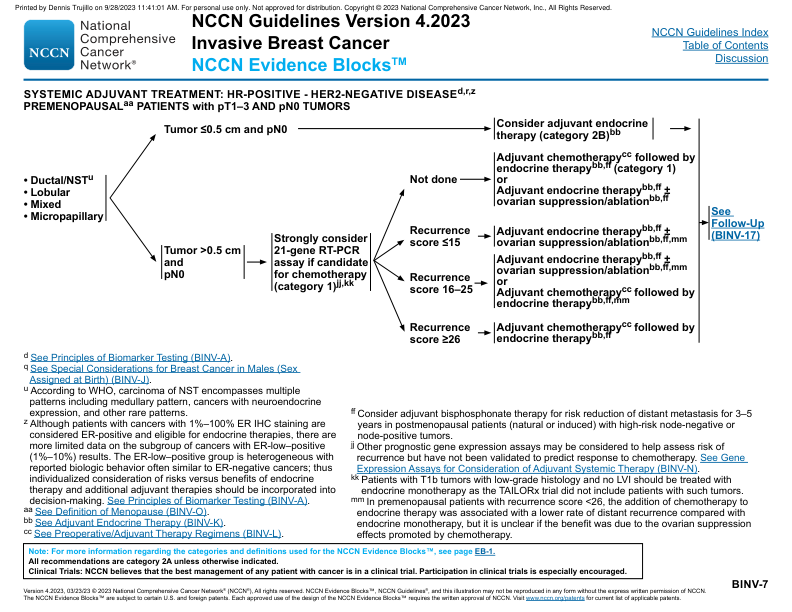 Printed by Dennis Trujillo on 9/28/2023 11:41:01 AM. For personal use only. Not approved for distribution. Copyright © 2023 National Comprehensive Cancer Network, Inc., All Rights Reserved.
NCCN
National
Comprehensive
Cancer
Network®
NCCN Guidelines Version 4.2023
Invasive Breast Cancer
NCCN Evidence Blocks™
NCCN Guidelines Index
Table of Contents
Discussion
SYSTEMIC ADJUVANT TREATMENT: HR-POSITIVE - HER2-NEGATIVE DISEASEd,r,z
PREMENOPAUSALaa PATIENTS with pT1–3 AND pN0 TUMORS
• Ductal/NSTu
• Lobular
• Mixed
• Micropapillary
Tumor ≤0.5 cm and pN0
Consider adjuvant endocrine
therapy (category 2B)bb
Tumor >0.5 cm
and
pN0
Strongly consider
21-gene RT-PCR
assay if candidate
for chemotherapy
(category 1)jj,kk
Not done
Adjuvant chemotherapycc followed by
endocrine therapybb,ff (category 1)
or
Adjuvant endocrine therapybb,ff ±
ovarian suppression/ablationbb,ff
Recurrence
score ≤15
Adjuvant endocrine therapybb,ff ±
ovarian suppression/ablationbb,ff,mm
Recurrence
score 16–25
Adjuvant endocrine therapybb,ff ±
ovarian suppression/ablationbb,ff,mm
or
Adjuvant chemotherapycc followed by
endocrine therapybb,ff,mm
Recurrence
score ≥26
Adjuvant chemotherapycc followed by
endocrine therapybb,ff
See
Follow-Up
(BINV-17)
d See Principles of Biomarker Testing (BINV-A).
q See Special Considerations for Breast Cancer in Males (Sex
Assigned at Birth) (BINV-J).
u According to WHO, carcinoma of NST encompasses multiple
patterns including medullary pattern, cancers with neuroendocrine
expression, and other rare patterns.
z Although patients with cancers with 1%–100% ER IHC staining are
considered ER-positive and eligible for endocrine therapies, there are
more limited data on the subgroup of cancers with ER-low–positive
(1%–10%) results. The ER-low–positive group is heterogeneous with
reported biologic behavior often similar to ER-negative cancers; thus
individualized consideration of risks versus benefits of endocrine
therapy and additional adjuvant therapies should be incorporated into
decision-making. See Principles of Biomarker Testing (BINV-A).
aa See Definition of Menopause (BINV-O).
bb See Adjuvant Endocrine Therapy (BINV-K).
cc See Preoperative/Adjuvant Therapy Regimens (BINV-L).
ff Consider adjuvant bisphosphonate therapy for risk reduction of distant metastasis for 3–5
years in postmenopausal patients (natural or induced) with high-risk node-negative or
node-positive tumors.
jj Other prognostic gene expression assays may be considered to help assess risk of
recurrence but have not been validated to predict response to chemotherapy. See Gene
Expression Assays for Consideration of Adjuvant Systemic Therapy (BINV-N).
kk Patients with T1b tumors with low-grade histology and no LVI should be treated with
endocrine monotherapy as the TAILORx trial did not include patients with such tumors.
mm In premenopausal patients with recurrence score <26, the addition of chemotherapy to
endocrine therapy was associated with a lower rate of distant recurrence compared with
endocrine monotherapy, but it is unclear if the benefit was due to the ovarian suppression
effects promoted by chemotherapy.
Note: For more information regarding the categories and definitions used for the NCCN Evidence Blocks™, see page EB-1.
All recommendations are category 2A unless otherwise indicated.
Clinical Trials: NCCN believes that the best management of any patient with cancer is in a clinical trial. Participation in clinical trials is especially encouraged.
BINV-7
Version 4.2023, 03/23/23 © 2023 National Comprehensive Cancer Network® (NCCN®), All rights reserved. NCCN Evidence Blocks™, NCCN Guidelines®, and this illustration may not be reproduced in any form without the express written permission of NCCN.
The NCCN Evidence Blocks™ are subject to certain U.S. and foreign patents. Each approved use of the design of the NCCN Evidence Blocks™ requires the written approval of NCCN. Visit www.nccn.org/patents for current list of applicable patents.